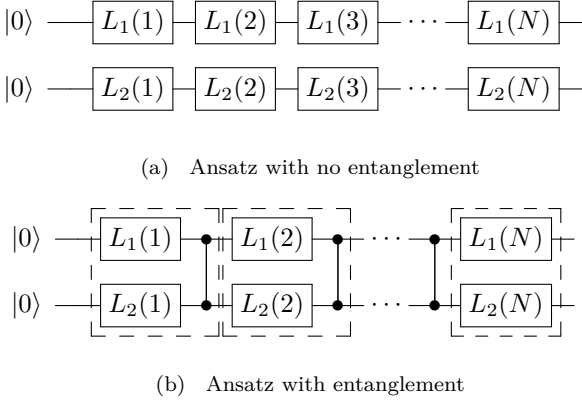 |0⟩ L₁(1) L₁(2) L₁(3) ··· L₁(N)
|0⟩ L₂(1) L₂(2) L₂(3) ··· L₂(N)
(a) Ansatz with no entanglement
|0⟩ L₁(1) L₁(2) ··· L₁(N)
|0⟩ L₂(1) L₂(2) ··· L₂(N)
(b) Ansatz with entanglement